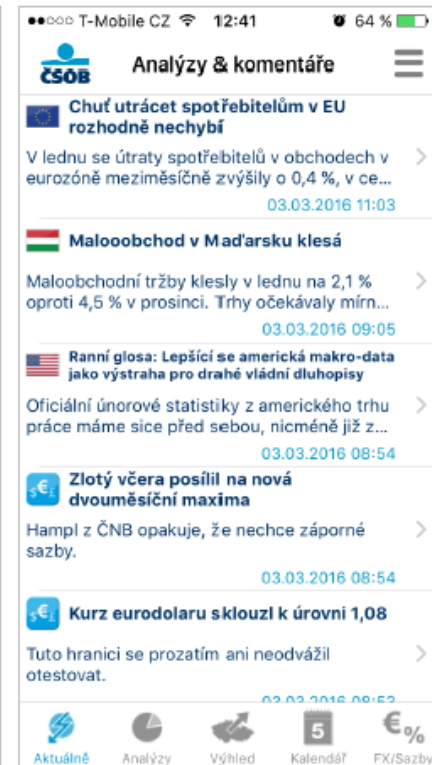 T-Mobile CZ 12:41 64 %
ČSOB
Analýzy & komentáře
Chuť utrácet spotřebitelům v EU
rozhodně nechybí
V lednu se útraty spotřebitelů v obchodech v
eurozóně meziměsíčně zvýšily o 0,4 %, v ce...
03.03.2016 11:03
Malooobchod v Maďarsku klesá
Maloobchodní tržby klesly v lednu na 2,1 %
oproti 4,5 % v prosinci. Trhy očekávaly mírn...
03.03.2016 09:05
Ranní glosa: Lepšící se americká makro-data
jako výstraha pro drahé vládní dluhopisy
Oficiální únorové statistiky z amerického trhu
práce máme sice před sebou, nicméně již z...
03.03.2016 08:54
$€£
Zlotý včera posílil na nová
dvouměsíční maxima
Hampl z ČNB opakuje, že nechce záporné
sazby.
03.03.2016 08:54
$€£
Kurz eurodolaru sklouzl k úrovni 1,08
Tuto hranici se prozatím ani neodvážil
otestovat.
03.03.2016 08:53
5
€%
Aktuálně Analýzy Výhled Kalendář FX/Sazby